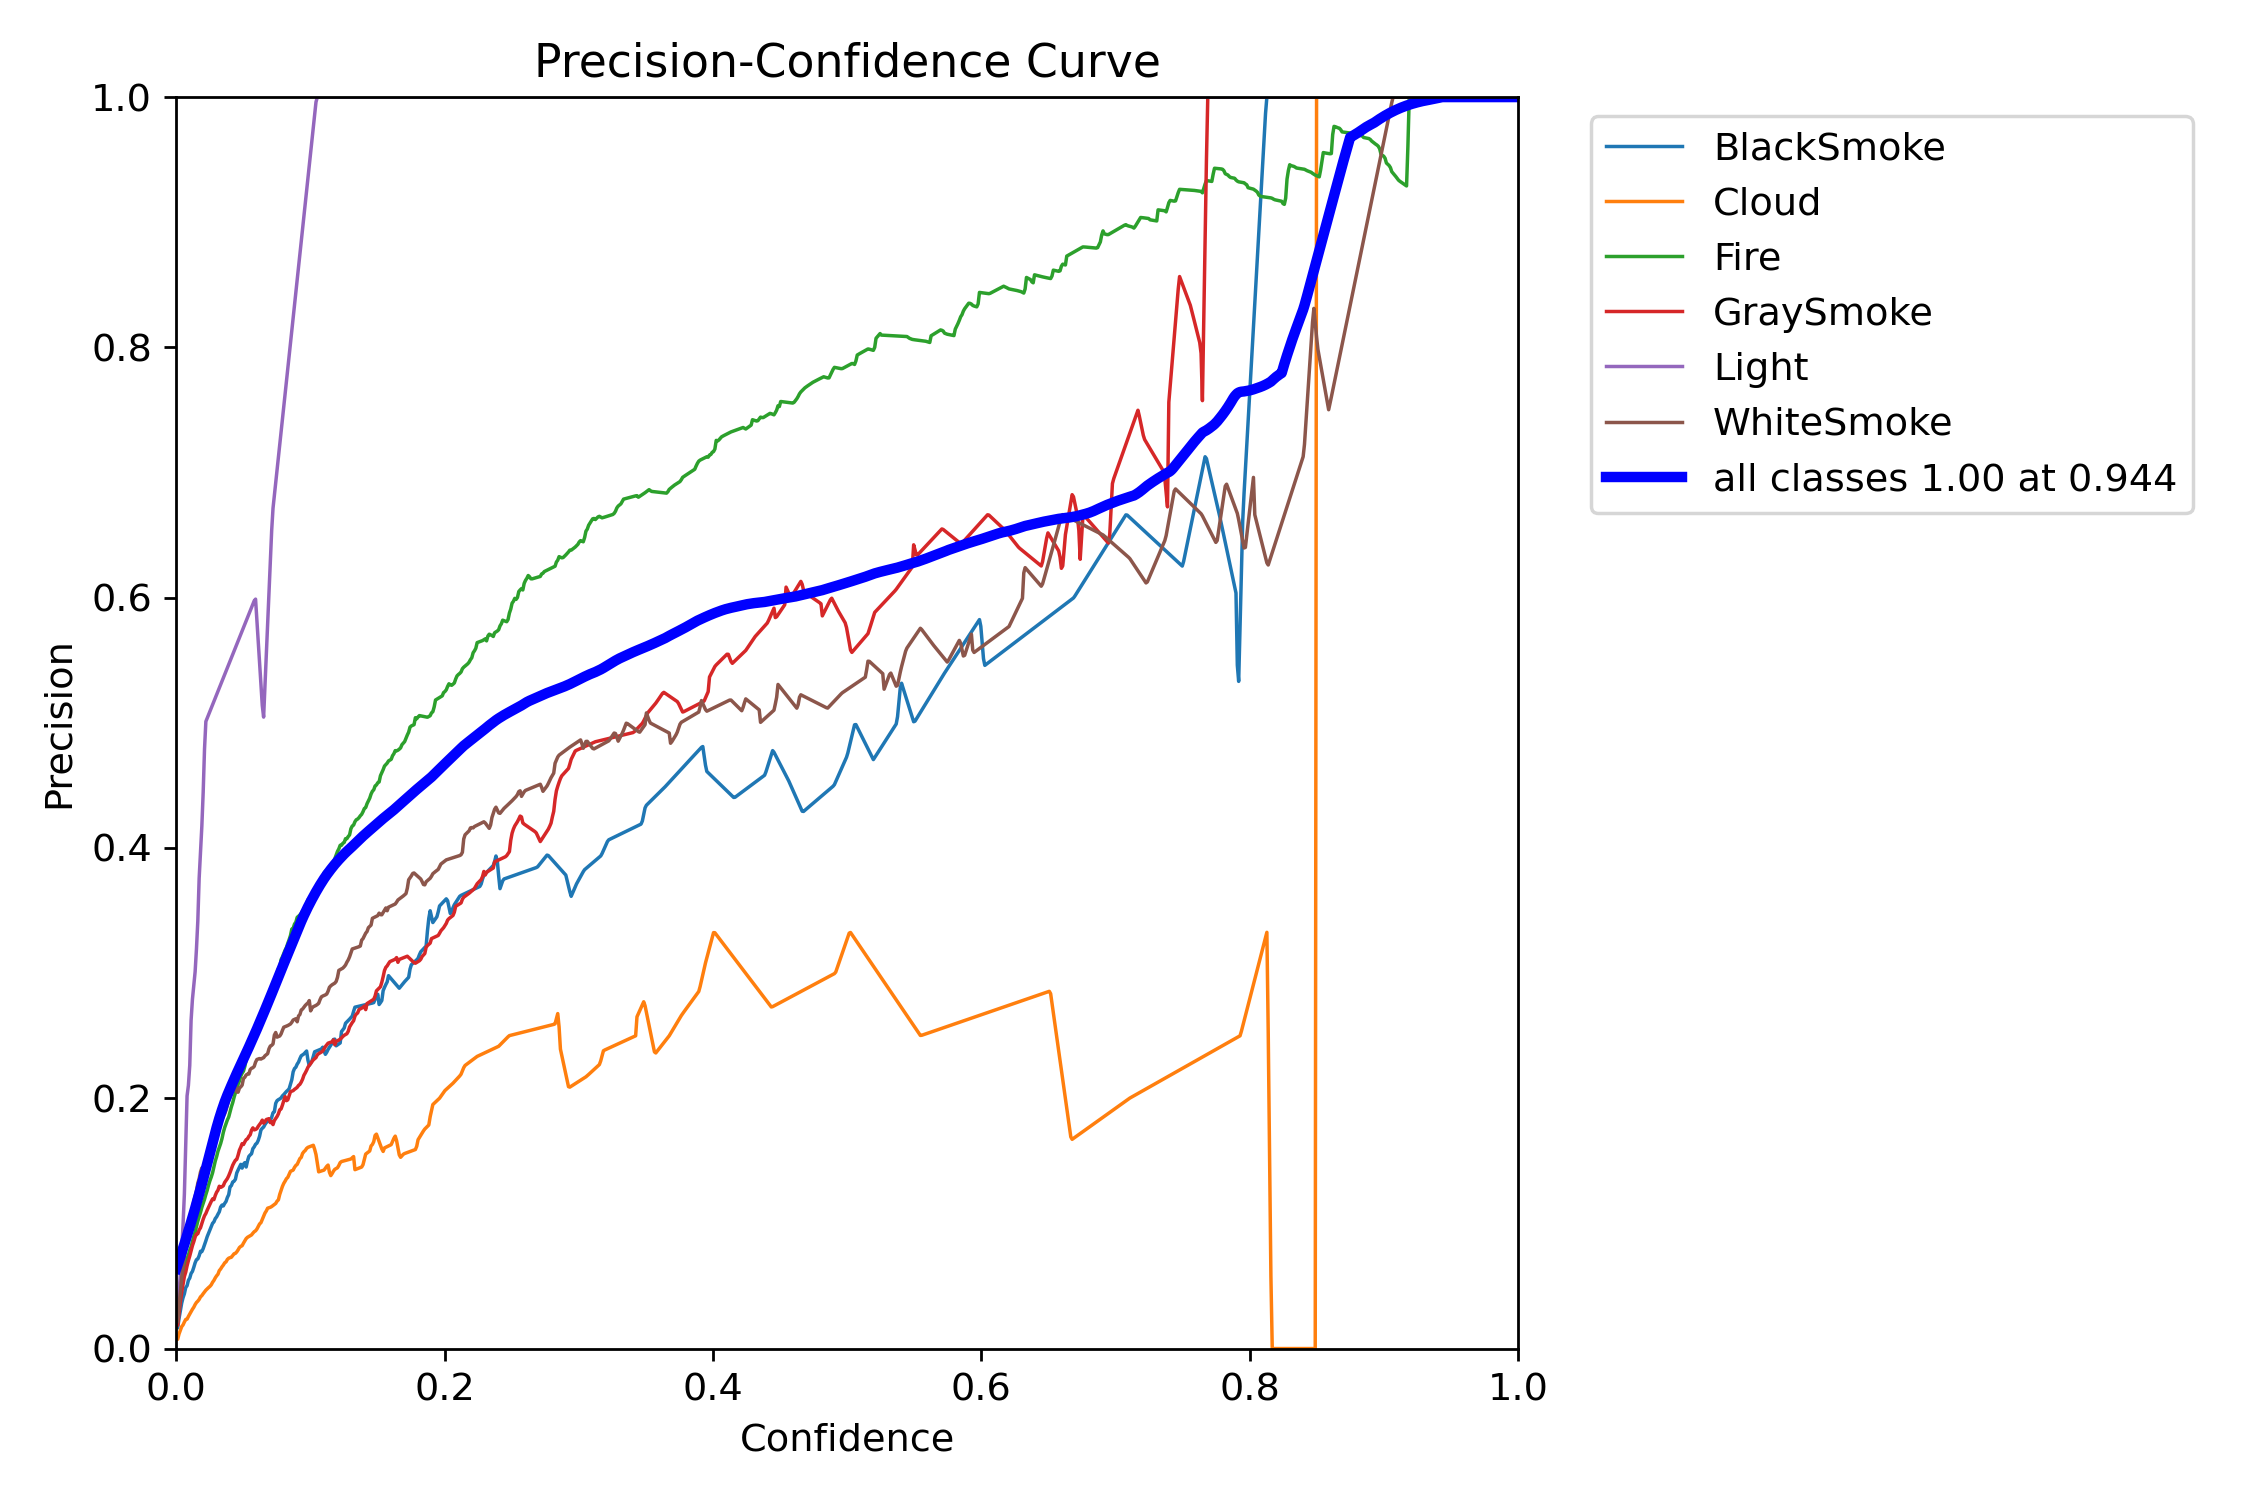 Precision-Confidence Curve
1.0
0.8
0.6
0.4
0.2
0.0
Precision
0.0 0.2 0.4 0.6 0.8 1.0
Confidence
BlackSmoke
Cloud
Fire
GraySmoke
Light
WhiteSmoke
all classes 1.00 at 0.944